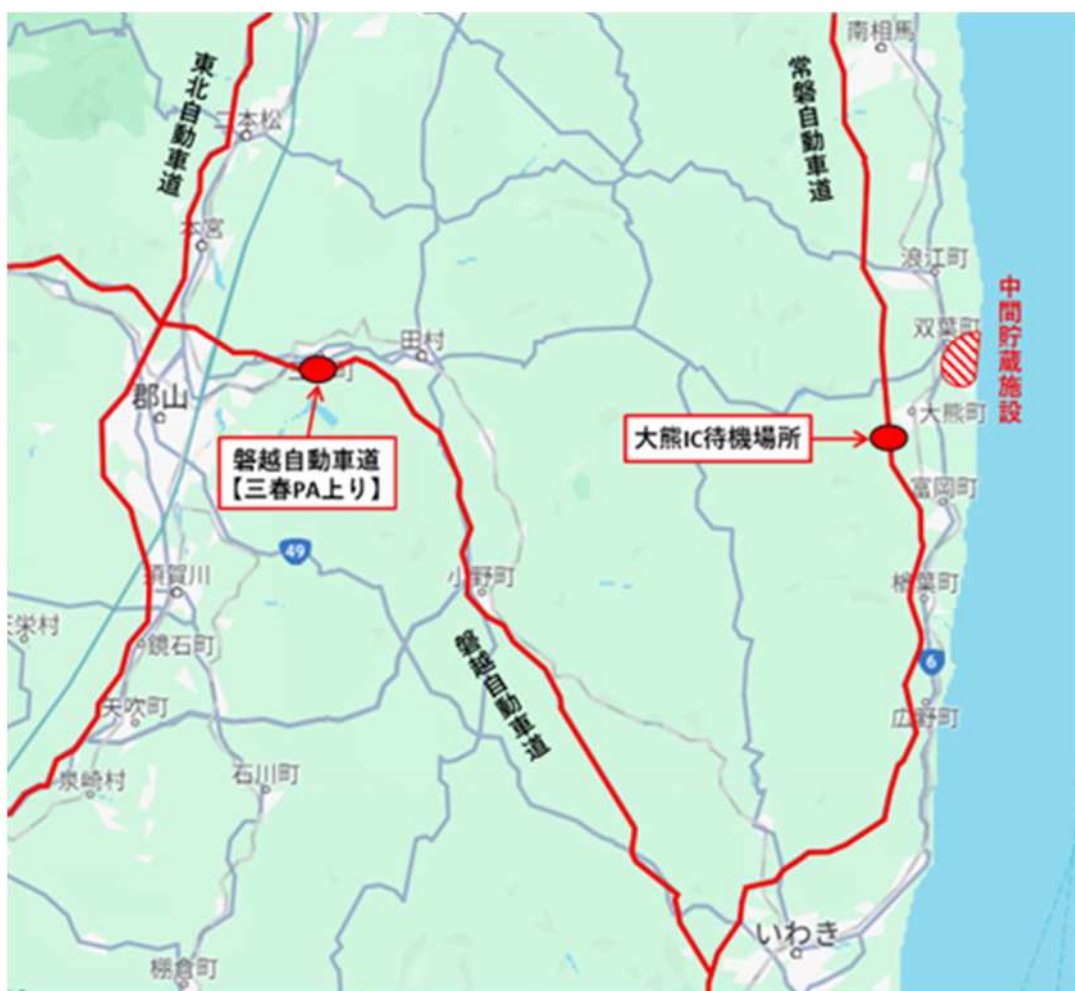 南相馬
東北自動車道
常磐自動車道
二本松
本宮
浪江町
中間貯蔵施設
双葉町
田村
郡山
大熊町
大熊IC待機場所
磐越自動車道
【三春PA上り】
富岡町
49
須賀川
小野町
楢葉町
鏡石町
磐越自動車道
6
天吹町
広野町
泉崎村
石川町
いわき
棚倉町